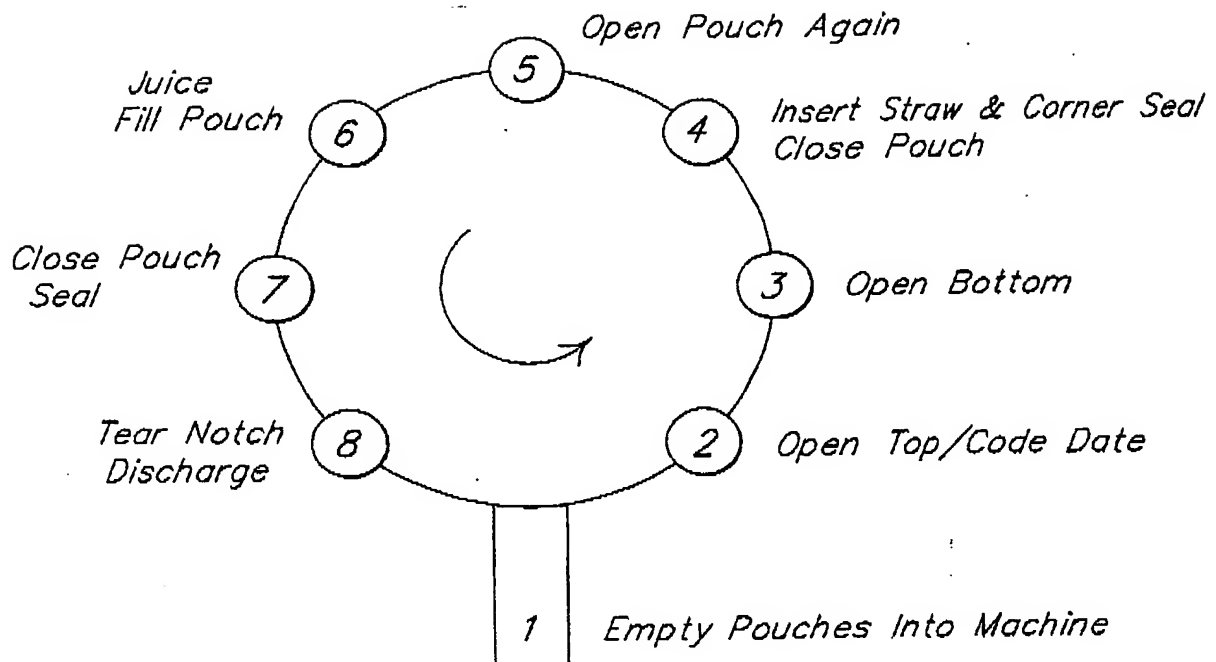 5 Open Pouch Again
Juice
Fill Pouch 6
4 Insert Straw & Corner Seal
Close Pouch
Close Pouch
Seal 7
3 Open Bottom
Tear Notch
Discharge 8
2 Open Top/Code Date
1 Empty Pouches Into Machine